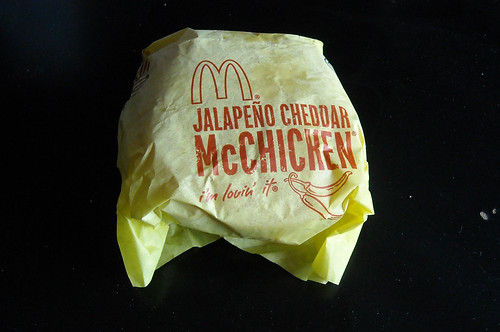 M®
JALAPEÑO CHEDDAR
McCHICKEN®
i'm lovin' it®